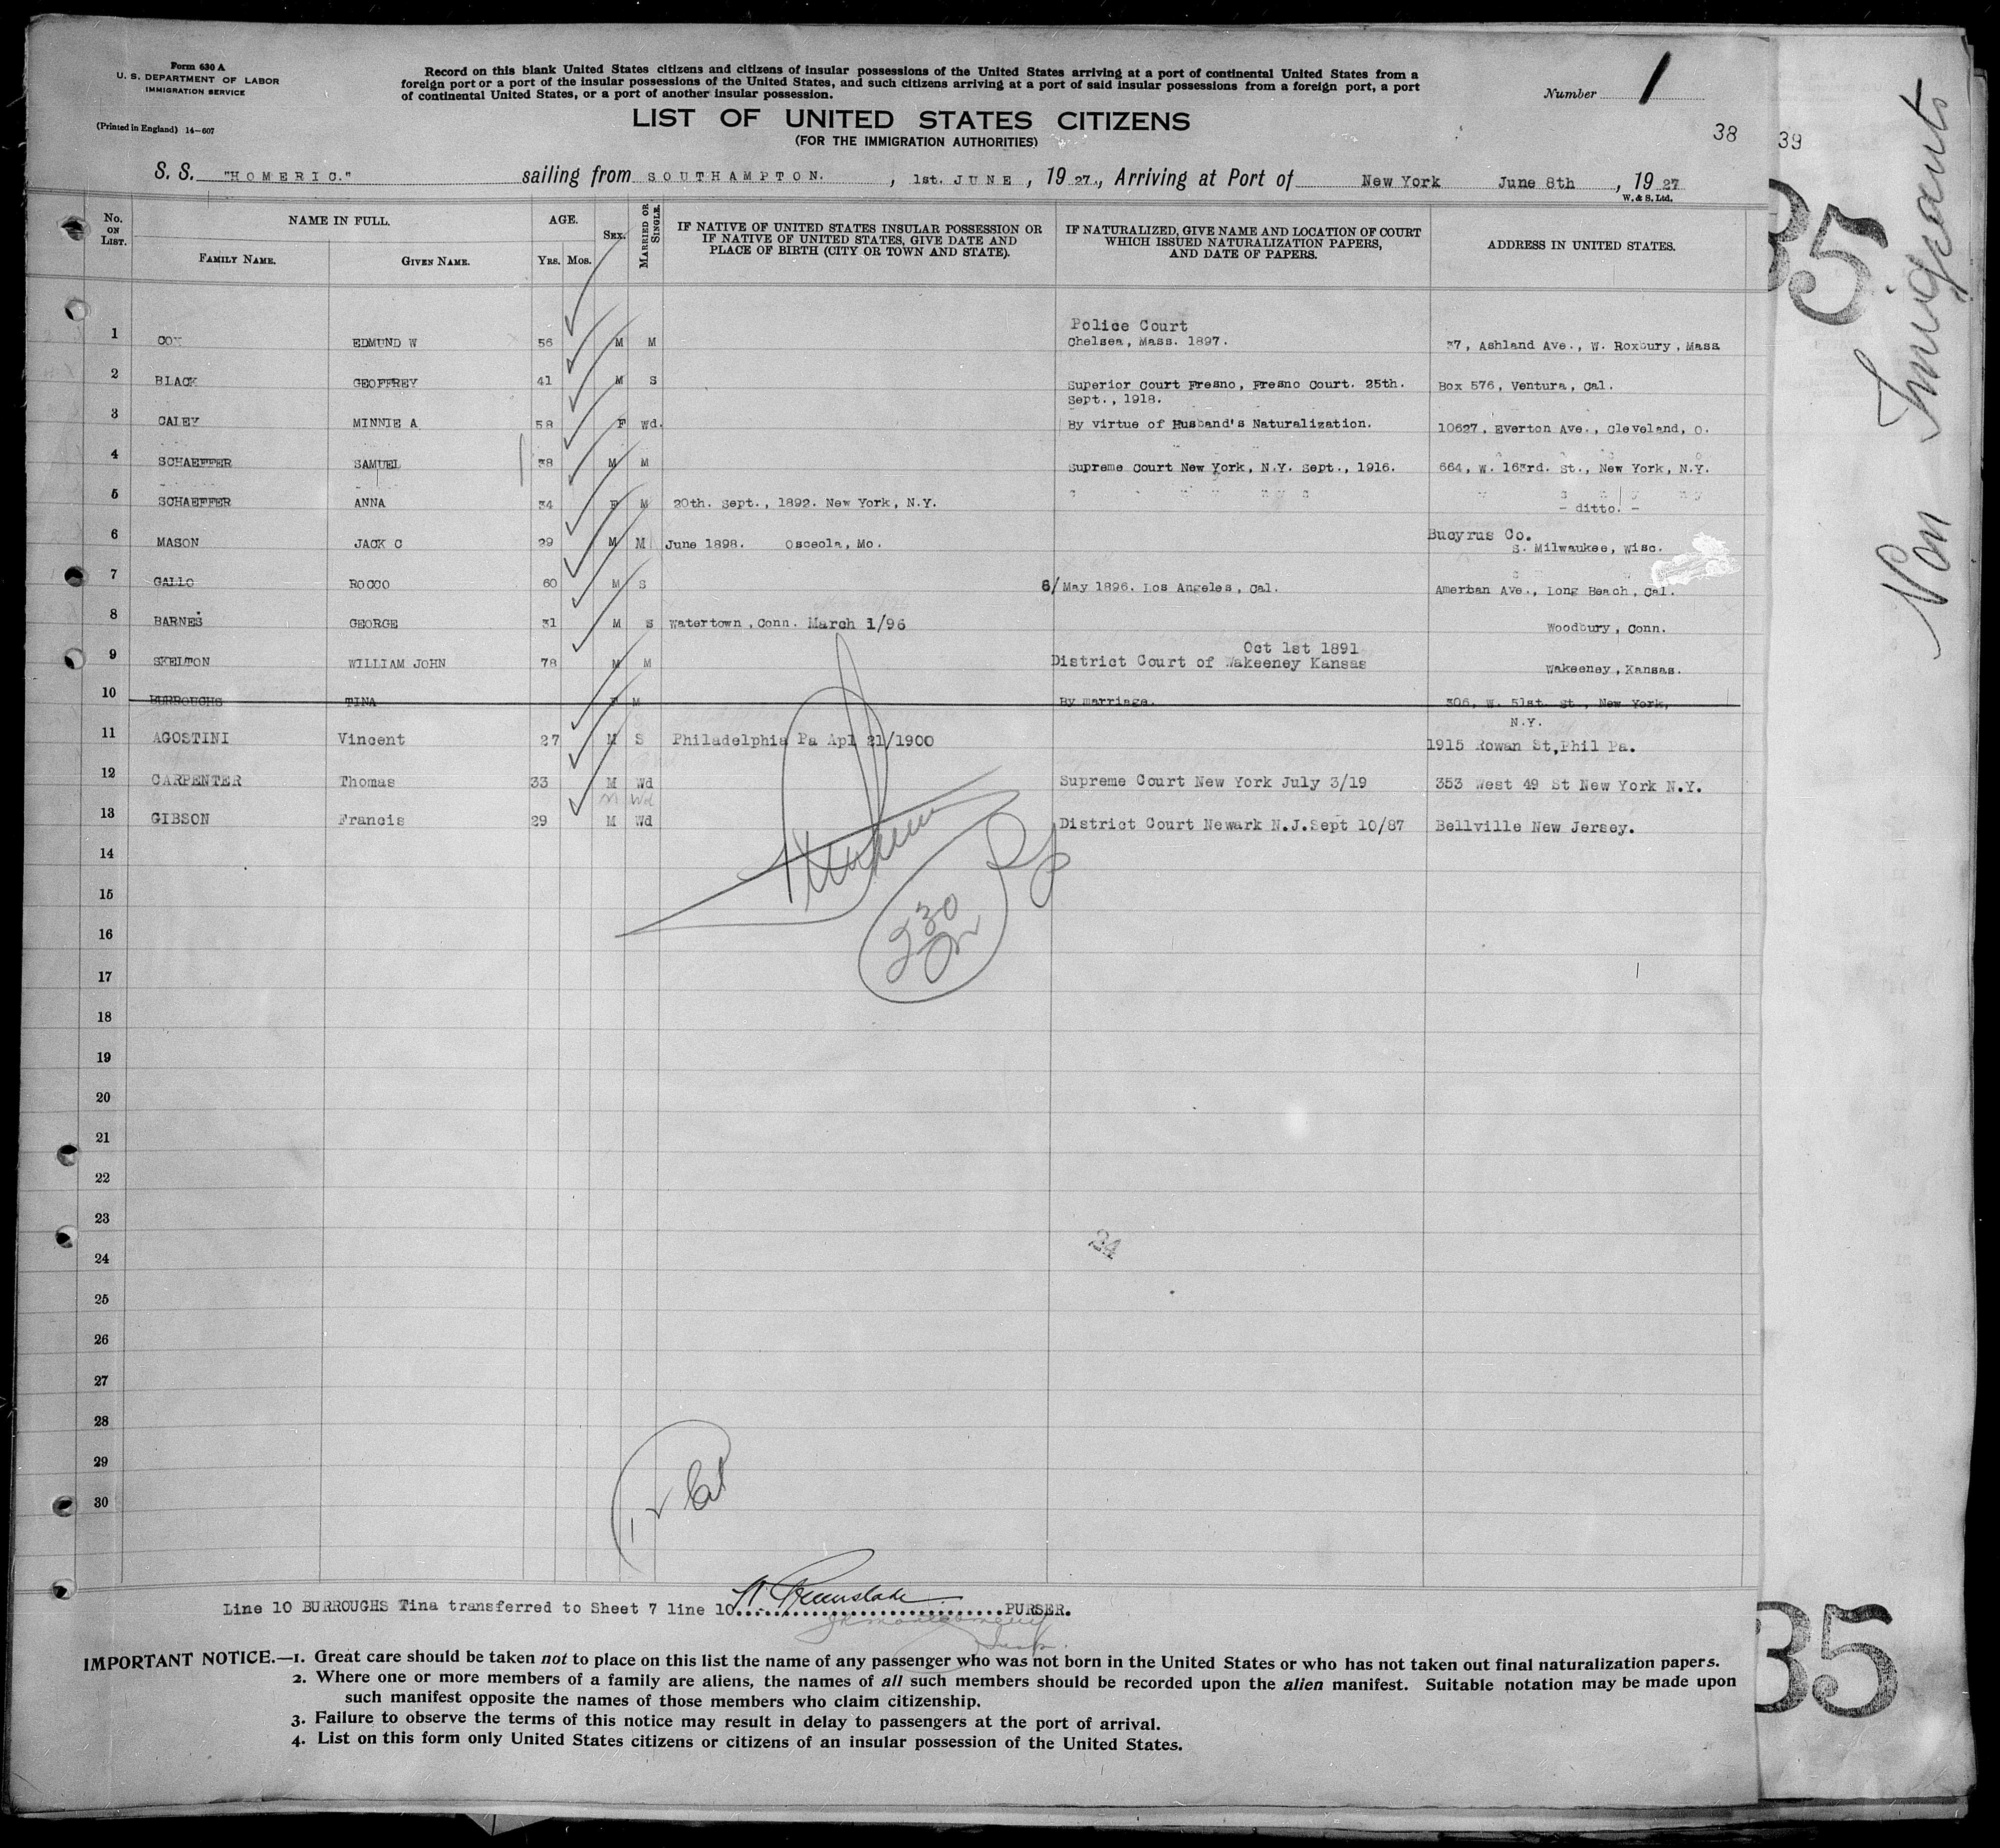 Form 630 A
U. S. DEPARTMENT OF LABOR
IMMIGRATION SERVICE
(Printed in England) 14-607
Record on this blank United States citizens and citizens of insular possessions of the United States arriving at a port of continental United States from a
foreign port or a port of the insular possessions of the United States, and such citizens arriving at a port of said insular possessions from a foreign port, a port
of continental United States, or a port of another insular possession.
Number 1
LIST OF UNITED STATES CITIZENS
(FOR THE IMMIGRATION AUTHORITIES)
38
39
S. S. "HOMERIC." sailing from SOUTHAMPTON. , 1st. JUNE , 1927., Arriving at Port of New York June 8th , 1927
W. & S. Ltd.
No. ON LIST.
NAME IN FULL.
FAMILY NAME. GIVEN NAME.
AGE.
YRS. MOS.
SEX.
MARRIED OR SINGLE.
IF NATIVE OF UNITED STATES INSULAR POSSESSION OR
IF NATIVE OF UNITED STATES, GIVE DATE AND
PLACE OF BIRTH (CITY OR TOWN AND STATE).
IF NATURALIZED, GIVE NAME AND LOCATION OF COURT
WHICH ISSUED NATURALIZATION PAPERS,
AND DATE OF PAPERS.
ADDRESS IN UNITED STATES.
Police Court
1 COX EDMUND W 56 M M Chelsea, Mass. 1897. 37, Ashland Ave., W. Roxbury, Mass
2 BLACK GEOFFREY 41 M S Superior Court Fresno, Fresno Court. 25th. Box 576, Ventura, Cal.
Sept., 1918.
3 CALEY MINNIE A 58 F Wd. By virtue of Husband's Naturalization. 10627, Everton Ave., Cleveland, O.
4 SCHAEFFER SAMUEL 38 M M Supreme Court New York, N.Y. Sept., 1916. 664, W. 163rd. St., New York, N.Y.
5 SCHAEFFER ANNA 34 F M 20th. Sept., 1892. New York, N.Y. - ditto. -
6 MASON JACK C 29 M M June 1898. Osceola, Mo. Bucyrus Co.
S. Milwaukee, Wisc.
7 GALLO ROCCO 60 M S 6/May 1896. Los Angeles, Cal. Amerban Ave., Long Beach, Cal.
8 BARNES GEORGE 31 M S Watertown, Conn. March 1/96 Woodbury, Conn.
Oct 1st 1891
9 SKELTON WILLIAM JOHN 78 M M District Court of Wakeeney Kansas Wakeeney, Kansas.
10 BURROUGHS TINA F M By marriage. 306, W. 51st. St., New York,
N.Y.
11 AGOSTINI Vincent 27 M S Philadelphia Pa Apl 21/1900 1915 Rowan St,Phil Pa.
12 CARPENTER Thomas 33 M Wd Supreme Court New York July 3/19 353 West 49 St New York N.Y.
M Wd
13 GIBSON Francis 29 M Wd District Court Newark N.J.Sept 10/87 Bellville New Jersey.
14
15
16
17
18
19
20
21
22
23
24
25
26
27
28
29
30
230
24
Line 10 BURROUGHS Tina transferred to Sheet 7 line 10 PURSER.
IMPORTANT NOTICE.—1. Great care should be taken not to place on this list the name of any passenger who was not born in the United States or who has not taken out final naturalization papers.
2. Where one or more members of a family are aliens, the names of all such members should be recorded upon the alien manifest. Suitable notation may be made upon
such manifest opposite the names of those members who claim citizenship.
3. Failure to observe the terms of this notice may result in delay to passengers at the port of arrival.
4. List on this form only United States citizens or citizens of an insular possession of the United States.
35
Non Imigrants
35